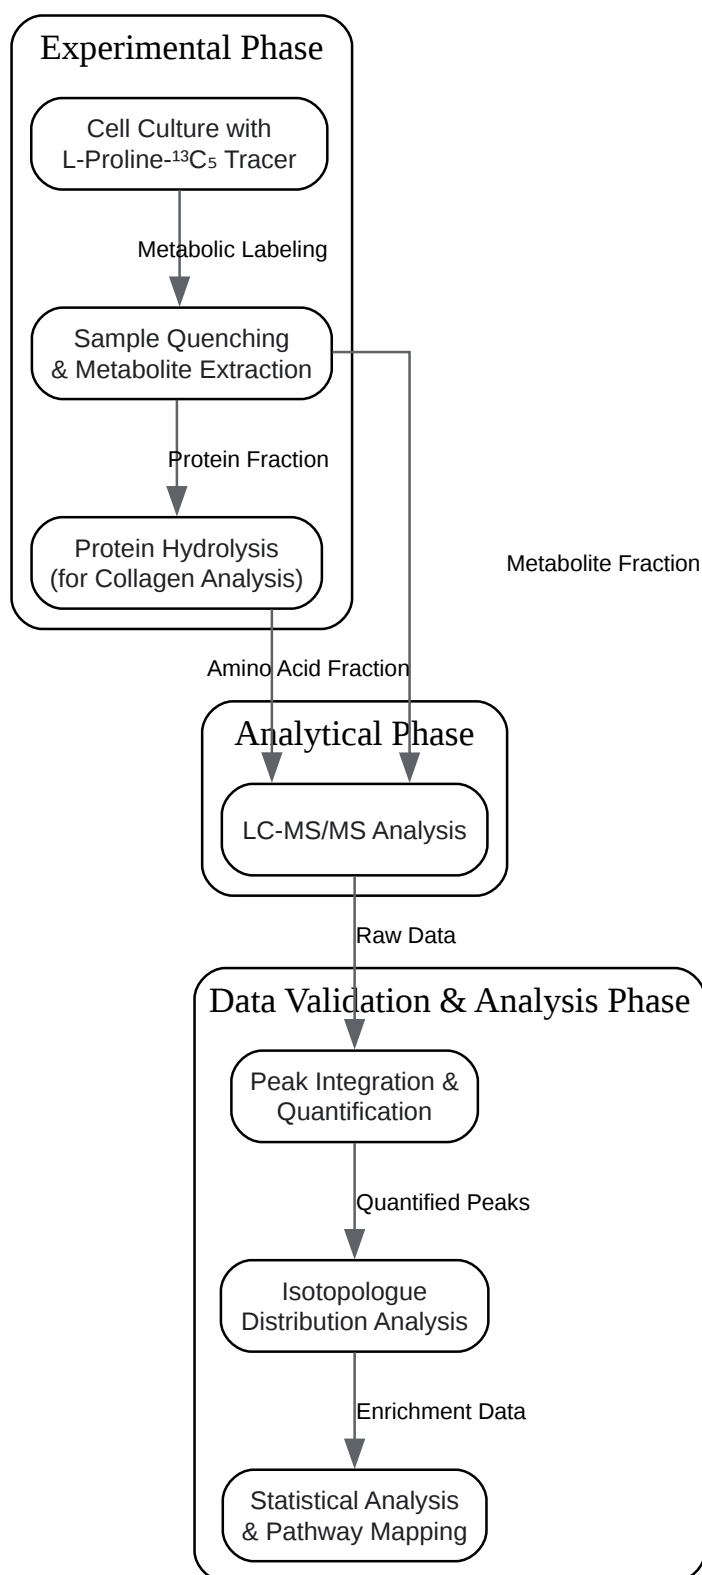 Experimental Phase
Cell Culture with
L-Proline-¹³C₅ Tracer
Metabolic Labeling
Sample Quenching
& Metabolite Extraction
Protein Fraction
Protein Hydrolysis
(for Collagen Analysis)
Metabolite Fraction
Amino Acid Fraction
Analytical Phase
LC-MS/MS Analysis
Raw Data
Data Validation & Analysis Phase
Peak Integration &
Quantification
Quantified Peaks
Isotopologue
Distribution Analysis
Enrichment Data
Statistical Analysis
& Pathway Mapping